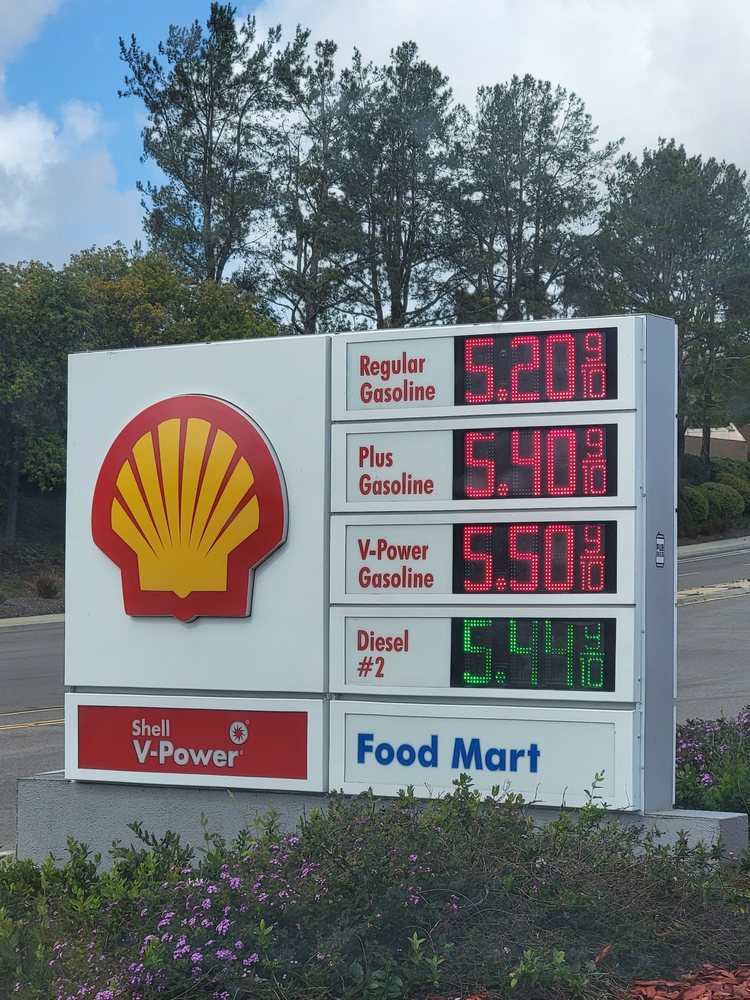 Regular
Gasoline
5.20 9/10
Plus
Gasoline
5.40 9/10
V-Power
Gasoline
5.50 9/10
Diesel
#2
5.44 9/10
Shell
V-Power
Food Mart